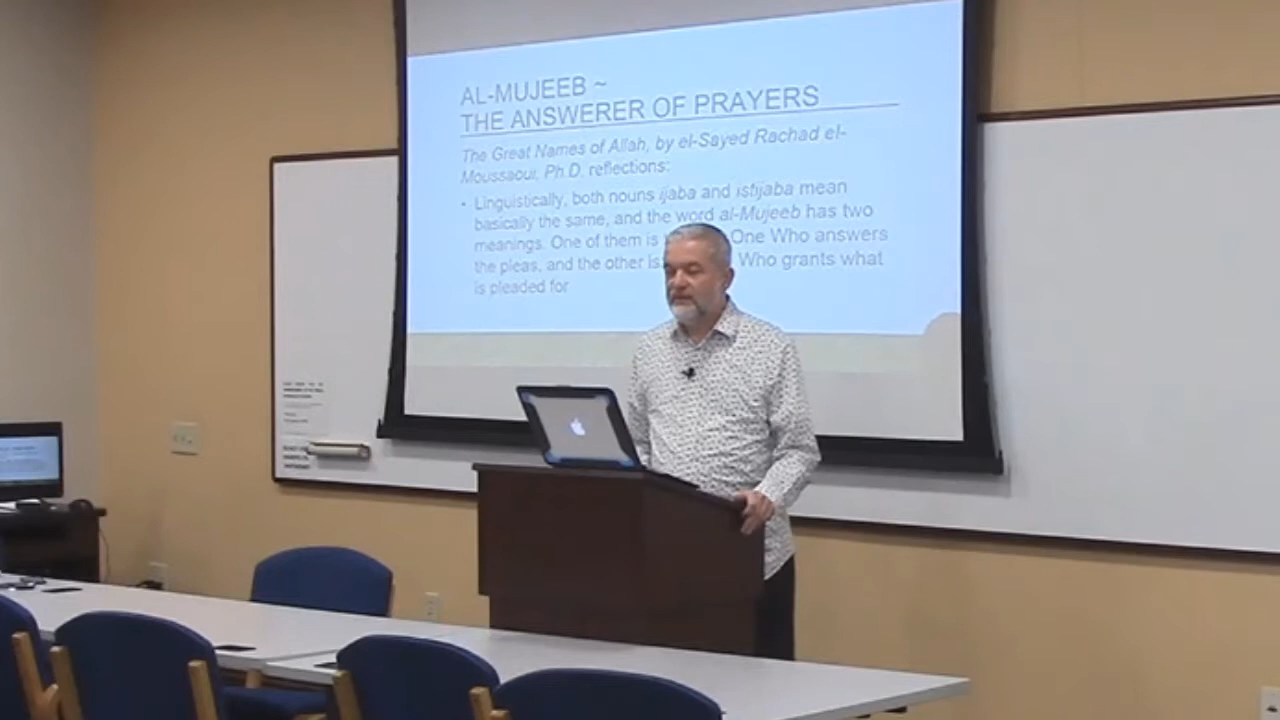 AL-MUJEEB ~
THE ANSWERER OF PRAYERS
The Great Names of Allah, by el-Sayed Rachad el-
Moussaoui, Ph.D. reflections:
• Linguistically, both nouns ijaba and istijaba mean
basically the same, and the word al-Mujeeb has two
meanings. One of them is One Who answers
the pleas, and the other is Who grants what
is pleaded for